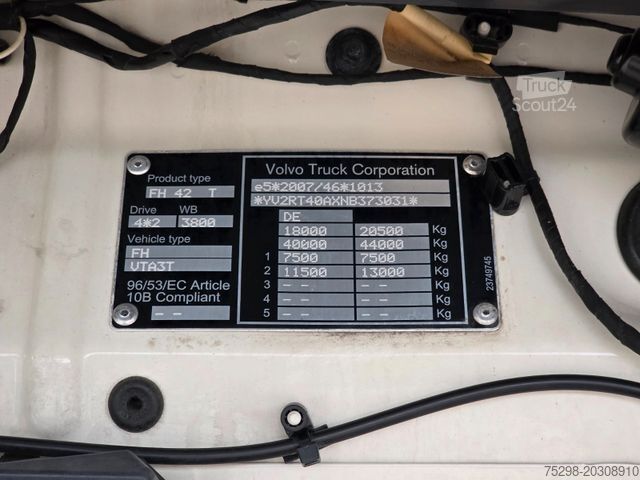 Truck
Scout24
Product type
FH 42 T
Drive WB
4*2 3800
Vehicle type
FH
VTA3T
96/53/EC Article
10B Compliant
- -
Volvo Truck Corporation
e5*2007/46*1013
*YV2RT40AXNB373031*
DE
18000 20500 Kg
40000 44000 Kg
1 7500 7500 Kg
2 11500 13000 Kg
3 - - - - Kg
4 - - - - Kg
5 - - - - Kg
23749745
75298-20308910